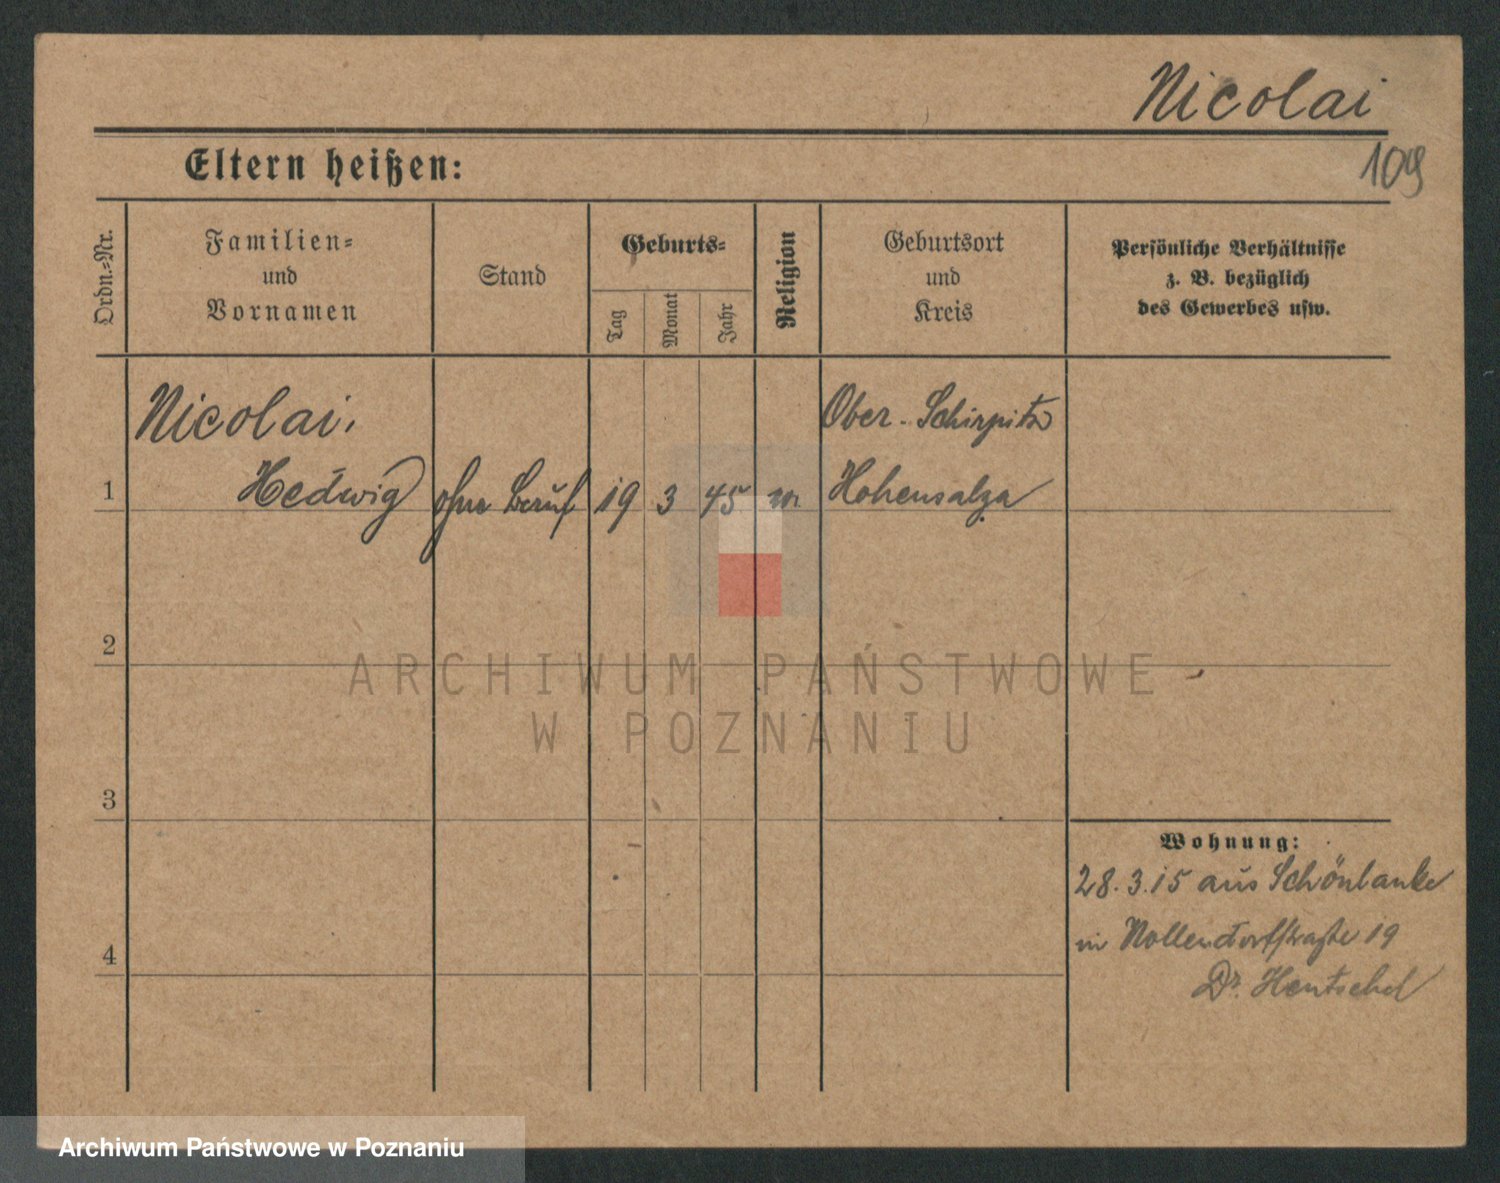 Nicolai
109
Eltern heißen:
Ordn.=Nr.
Familien=
und
Vornamen
Stand
Geburts=
Tag
Monat
Jahr
Religion
Geburtsort
und
Kreis
Persönliche Verhältnisse
z. B. bezüglich
des Gewerbes usw.
Nicolai,
Ober-Schirpitz
1 Hedwig ohne Beruf 19 3 45 Hohensalza
2
ARCHIWUM PAŃSTWOWE
W POZNANIU
3
Wohnung:
28.3.15 aus Schönlanke
in Nollendorfstraße 19
4
Dr. Hentschel
Archiwum Państwowe w Poznaniu